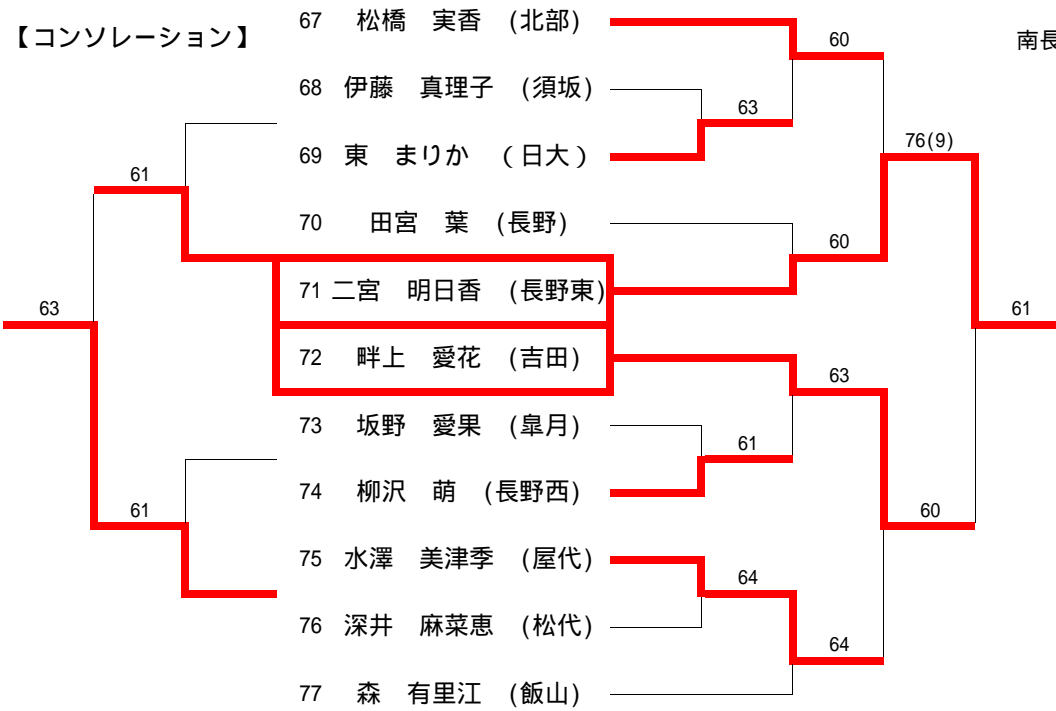 67 松橋 実香 (北部)
60
【コンソレーション】
南長
68 伊藤 真理子 (須坂)
63
69 東 まりか (日大)
76(9)
61
70 田宮 葉 (長野)
60
71 二宮 明日香 (長野東)
63
61
72 畔上 愛花 (吉田)
63
73 坂野 愛果 (皐月)
61
74 柳沢 萌 (長野西)
61
60
75 水澤 美津季 (屋代)
64
76 深井 麻菜恵 (松代)
64
77 森 有里江 (飯山)